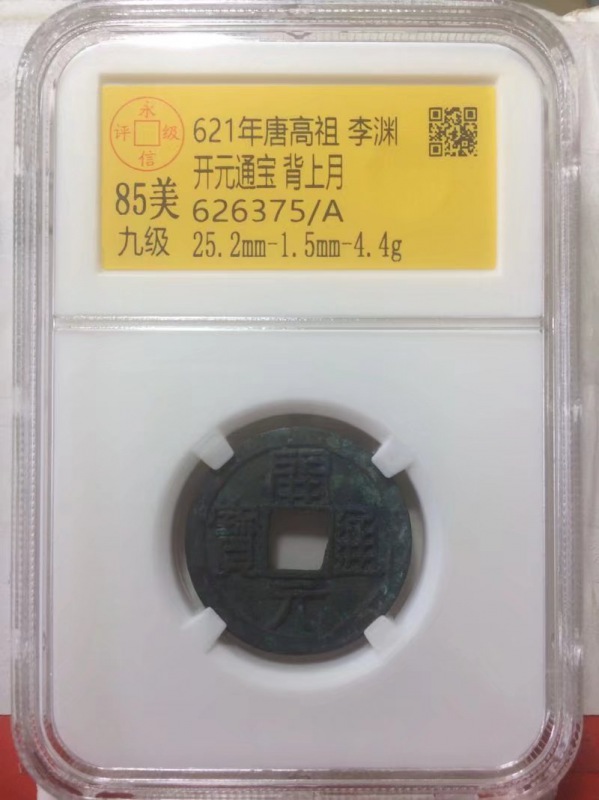 永
评 级
信
621年唐高祖 李渊
开元通宝 背上月
85美 626375/A
九级 25.2mm-1.5mm-4.4g
開
寶 通
元